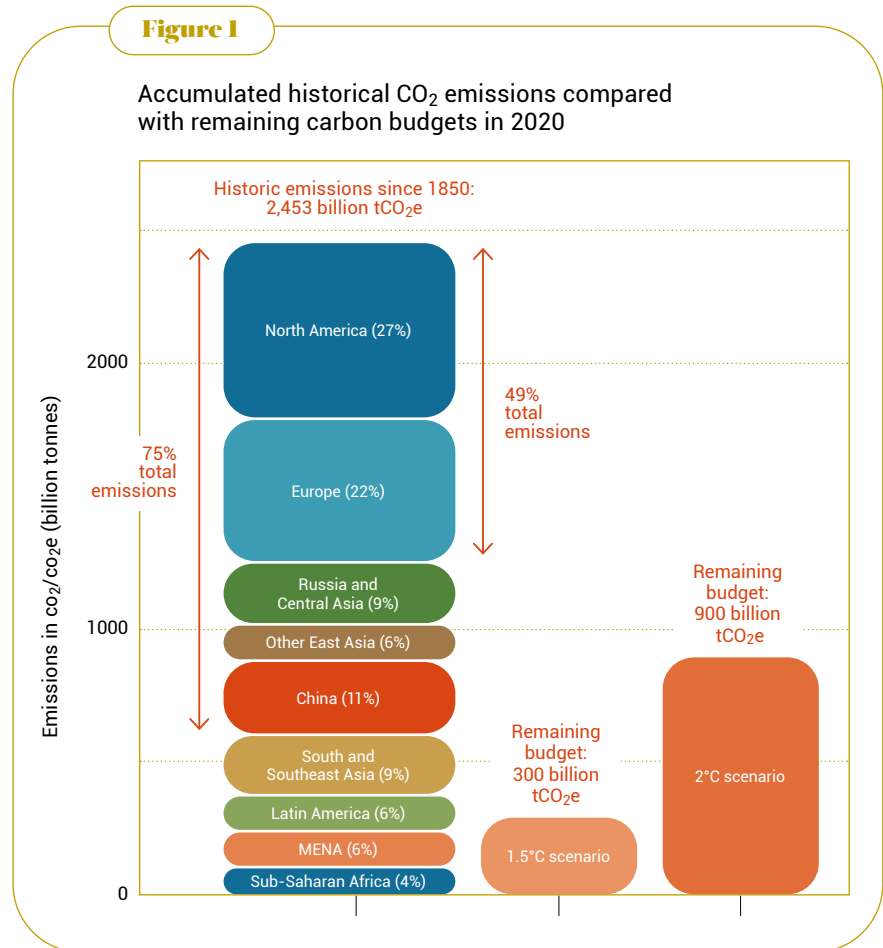 Figure 1
Accumulated historical CO₂ emissions compared
with remaining carbon budgets in 2020
Historic emissions since 1850:
2,453 billion tCO₂e
North America (27%)
2000
49%
total
emissions
75%
total
emissions
Europe (22%)
Emissions in co₂/co₂e (billion tonnes)
Russia and
Central Asia (9%)
Remaining
budget:
900 billion
tCO₂e
1000
Other East Asia (6%)
China (11%)
Remaining
budget:
300 billion
tCO₂e
South and
Southeast Asia (9%)
2°C scenario
Latin America (6%)
MENA (6%)
1.5°C scenario
Sub-Saharan Africa (4%)
0